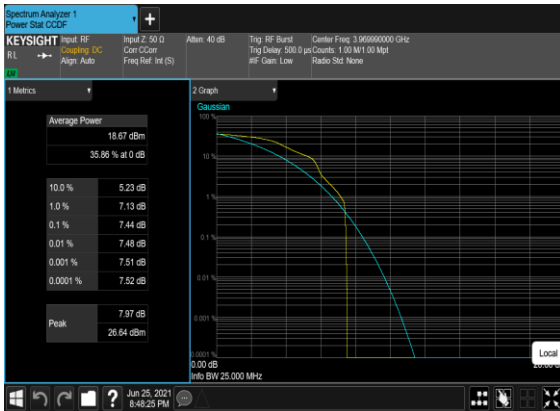 Spectrum Analyzer 1
Power Stat CCDF
KEYSIGHT
RL
LXI
Input: RF
Coupling: DC
Align: Auto
Input Z: 50 Ω
Corr CCorr
Freq Ref: Int (S)
Atten: 40 dB
Trig: RF Burst
Trig Delay: 500.0 µs
#IF Gain: Low
Center Freq: 3.969990000 GHz
Counts: 1.00 M/1.00 Mpt
Radio Std: None
1 Metrics
Average Power
18.67 dBm
35.86 % at 0 dB
10.0 % 5.23 dB
1.0 % 7.13 dB
0.1 % 7.44 dB
0.01 % 7.48 dB
0.001 % 7.51 dB
0.0001 % 7.52 dB
Peak
7.97 dB
26.64 dBm
2 Graph
Gaussian
100 %
10 %
1 %
0.1 %
0.01 %
0.001 %
0.0001 %
0.00 dB
Info BW 25.000 MHz
Local
?
Jun 25, 2021
8:48:25 PM